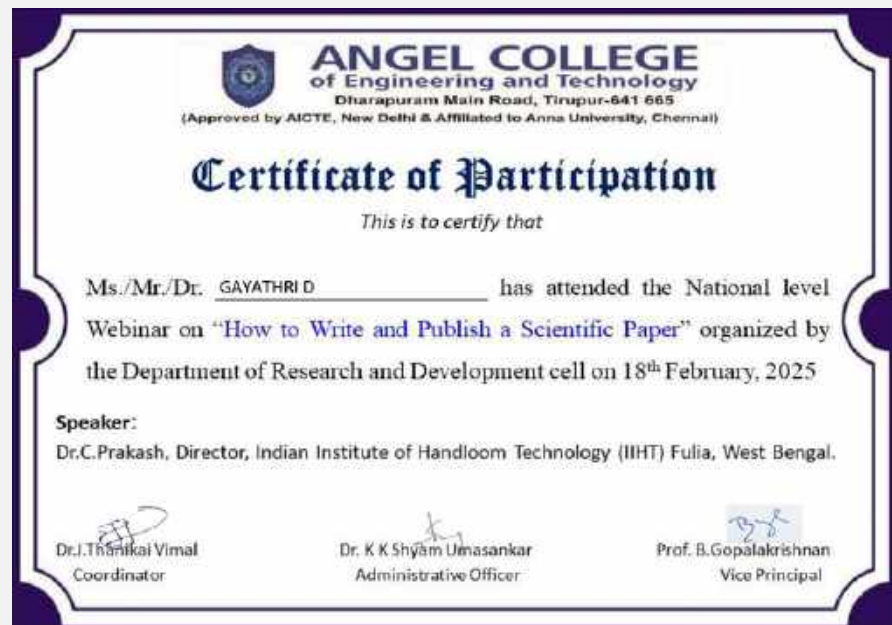 ANGEL COLLEGE
of Engineering and Technology
Dharapuram Main Road, Tirupur-641 665
(Approved by AICTE, New Delhi & Affiliated to Anna University, Chennai)
Certificate of Participation
This is to certify that
Ms./Mr./Dr. GAYATHRI D has attended the National level
Webinar on “How to Write and Publish a Scientific Paper” organized by
the Department of Research and Development cell on 18th February, 2025
Speaker:
Dr.C.Prakash, Director, Indian Institute of Handloom Technology (IIHT) Fulia, West Bengal.
Dr.I.Thanikai Vimal
Coordinator
Dr. K K Shyam Umasankar
Administrative Officer
Prof. B.Gopalakrishnan
Vice Principal